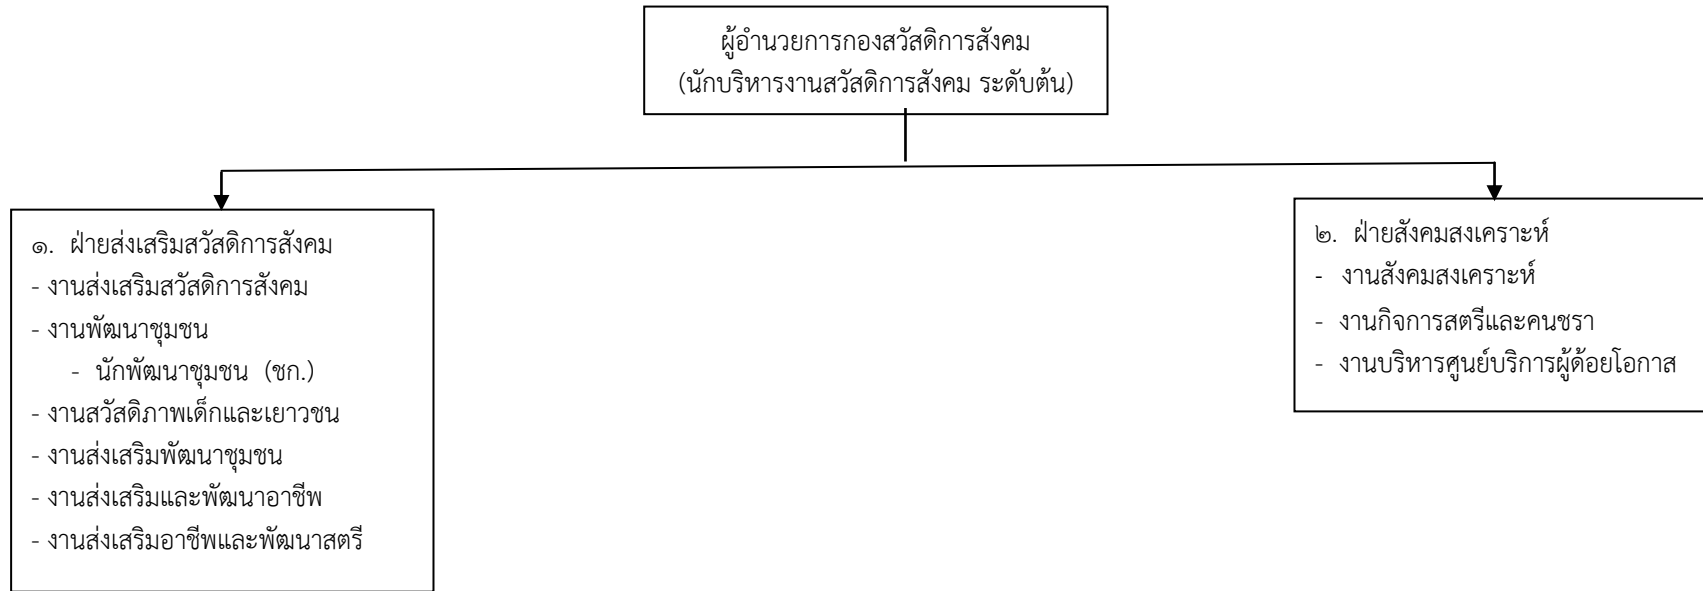 ผู้อำนวยการกองสวัสดิการสังคม
(นักบริหารงานสวัสดิการสังคม ระดับต้น)
๑. ฝ่ายส่งเสริมสวัสดิการสังคม
- งานส่งเสริมสวัสดิการสังคม
- งานพัฒนาชุมชน
- นักพัฒนาชุมชน (ชก.)
- งานสวัสดิภาพเด็กและเยาวชน
- งานส่งเสริมพัฒนาชุมชน
- งานส่งเสริมและพัฒนาอาชีพ
- งานส่งเสริมอาชีพและพัฒนาสตรี
๒. ฝ่ายสังคมสงเคราะห์
- งานสังคมสงเคราะห์
- งานกิจการสตรีและคนชรา
- งานบริหารศูนย์บริการผู้ด้อยโอกาส